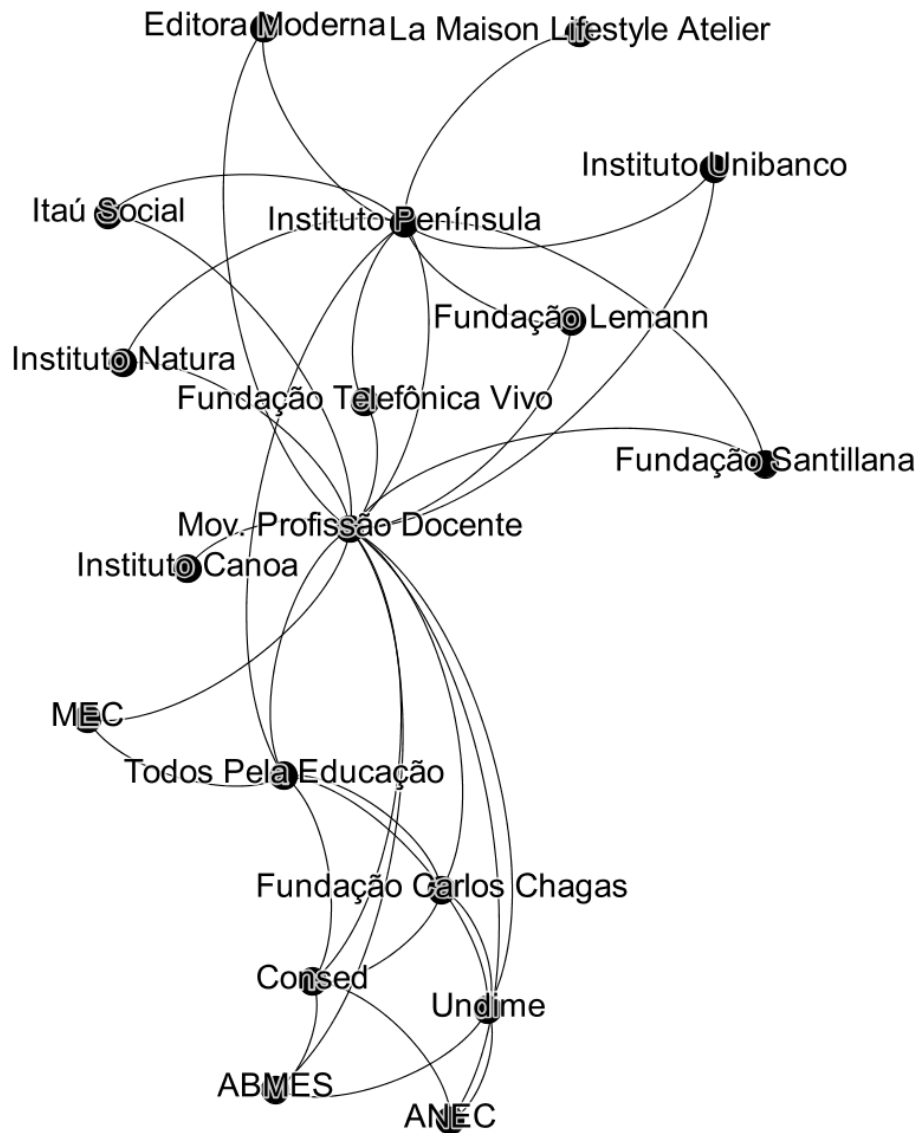 Editora Moderna
La Maison Lifestyle Atelier
Instituto Unibanco
Itaú Social
Instituto Península
Fundação Lemann
Instituto Natura
Fundação Telefônica Vivo
Fundação Santillana
Mov. Profissão Docente
Instituto Canoa
MEC
Todos Pela Educação
Fundação Carlos Chagas
Consed
Undime
ABMES
ANEC